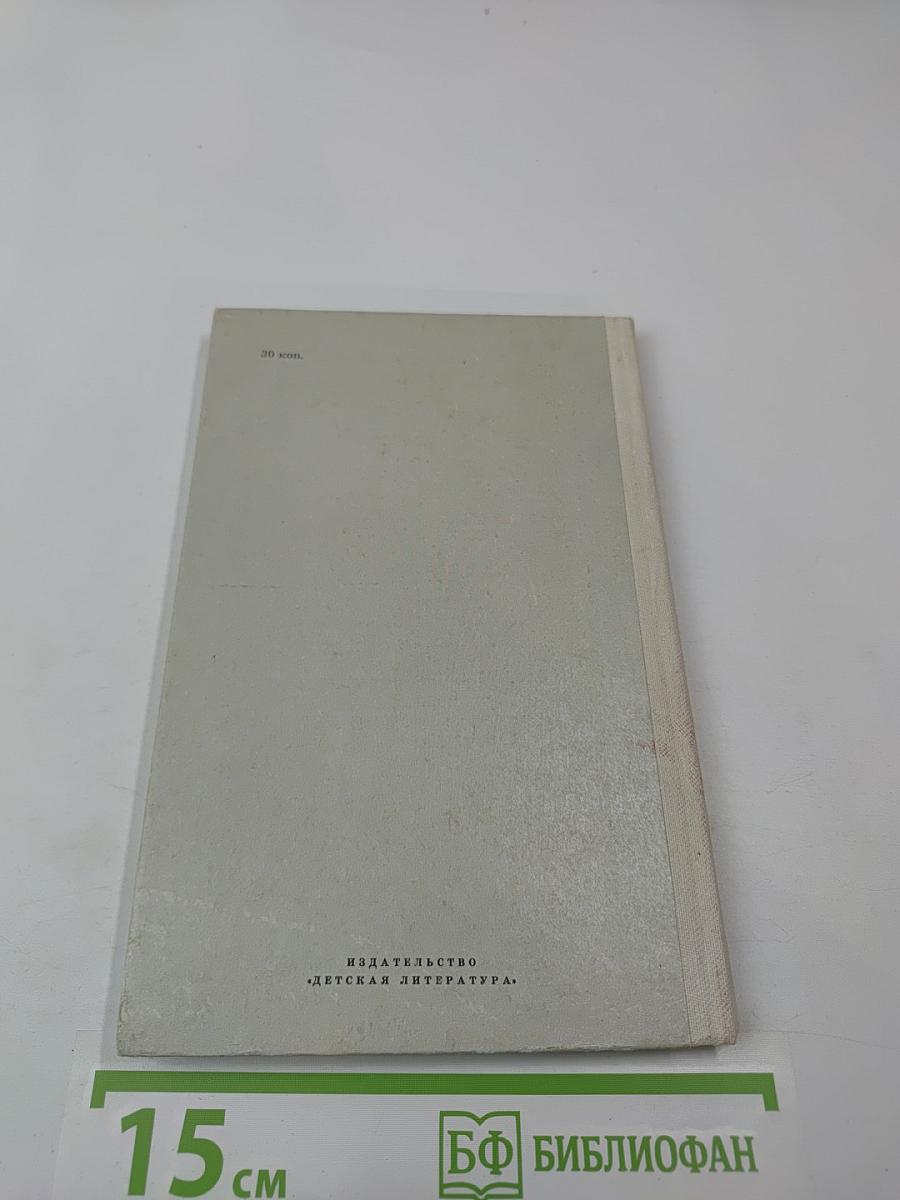 30 коп.
ИЗДАТЕЛЬСТВО
«ДЕТСКАЯ ЛИТЕРАТУРА»
15 см
БФ БИБЛИОФАН